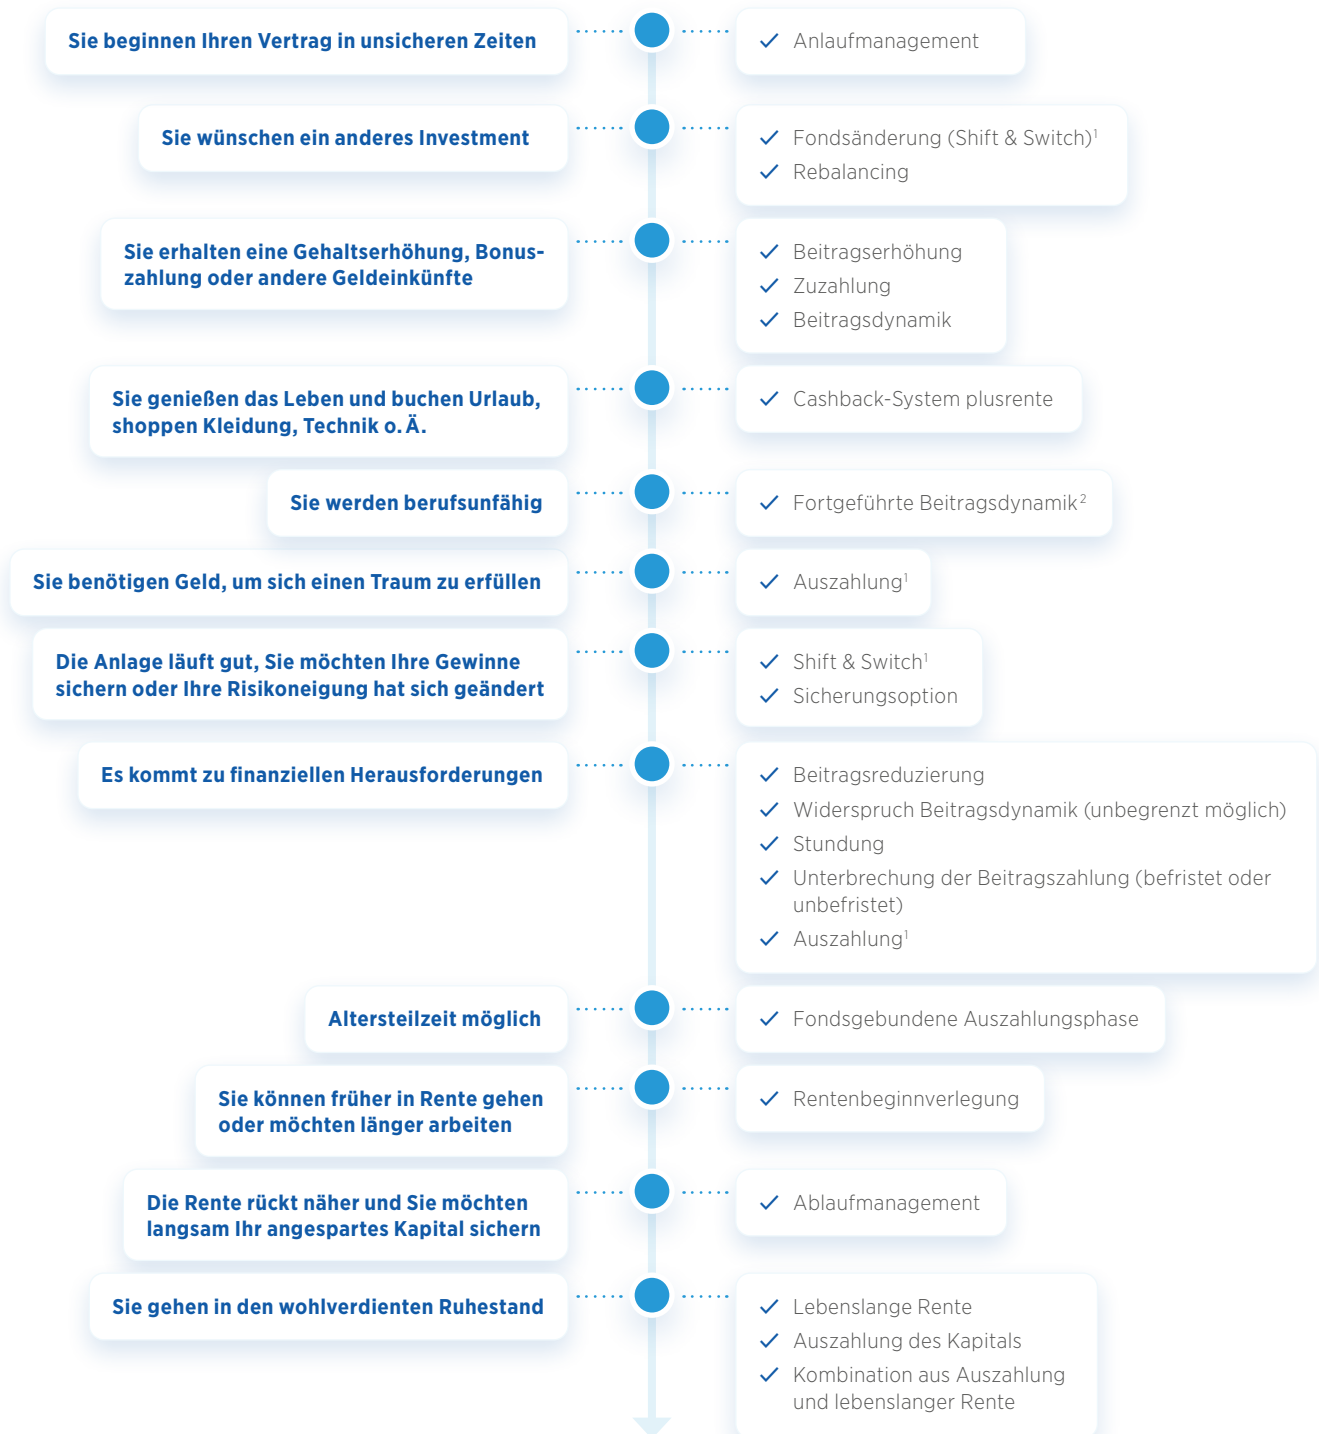 Sie beginnen Ihren Vertrag in unsicheren Zeiten
✓ Anlaufmanagement
Sie wünschen ein anderes Investment
✓ Fondsänderung (Shift & Switch)¹
✓ Rebalancing
Sie erhalten eine Gehaltserhöhung, Bonus-
zahlung oder andere Geldeinkünfte
✓ Beitragserhöhung
✓ Zuzahlung
✓ Beitragsdynamik
Sie genießen das Leben und buchen Urlaub,
shoppen Kleidung, Technik o. Ä.
✓ Cashback-System plusrente
Sie werden berufsunfähig
✓ Fortgeführte Beitragsdynamik²
Sie benötigen Geld, um sich einen Traum zu erfüllen
✓ Auszahlung¹
Die Anlage läuft gut, Sie möchten Ihre Gewinne
sichern oder Ihre Risikoneigung hat sich geändert
✓ Shift & Switch¹
✓ Sicherungsoption
Es kommt zu finanziellen Herausforderungen
✓ Beitragsreduzierung
✓ Widerspruch Beitragsdynamik (unbegrenzt möglich)
✓ Stundung
✓ Unterbrechung der Beitragszahlung (befristet oder
unbefristet)
✓ Auszahlung¹
Altersteilzeit möglich
✓ Fondsgebundene Auszahlungsphase
Sie können früher in Rente gehen
oder möchten länger arbeiten
✓ Rentenbeginnverlegung
Die Rente rückt näher und Sie möchten
langsam Ihr angespartes Kapital sichern
✓ Ablaufmanagement
Sie gehen in den wohlverdienten Ruhestand
✓ Lebenslange Rente
✓ Auszahlung des Kapitals
✓ Kombination aus Auszahlung
und lebenslanger Rente